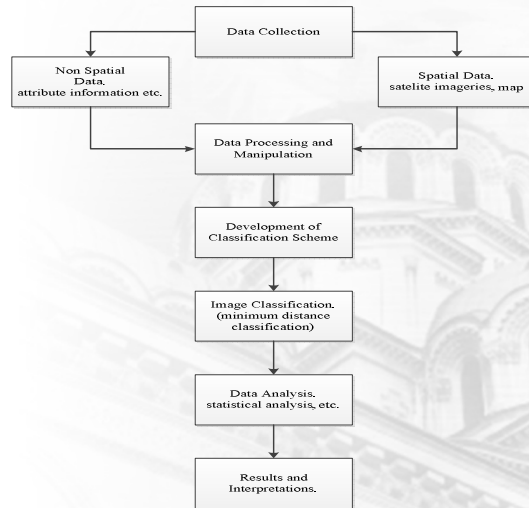 Data Collection
Non Spatial
Data.
attribute information etc.
Spatial Data.
satelite imageries, map
Data Processing and
Manipulation
Development of
Classification Scheme
Image Classification.
(minimum distance
classification)
Data Analysis.
statistical analysis, etc.
Results and
Interpretations.